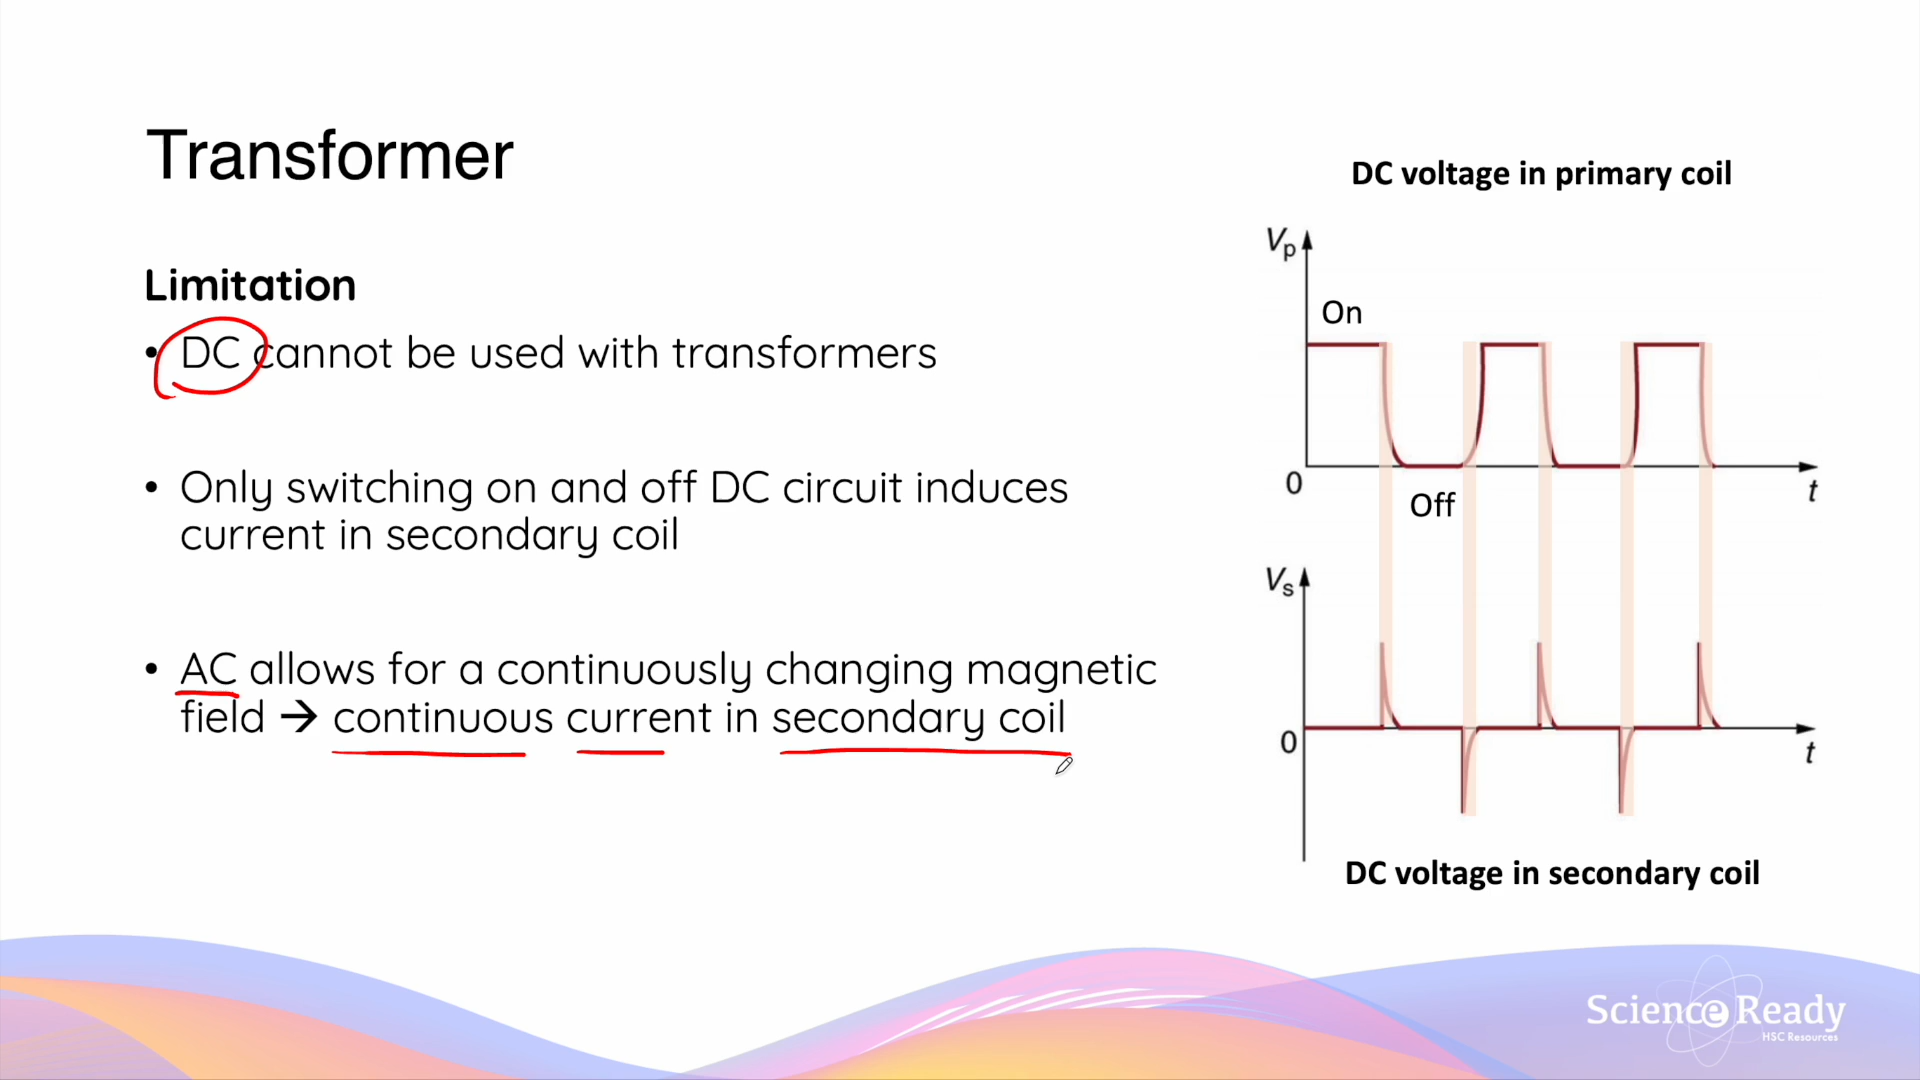 Transformer
Limitation
• DC cannot be used with transformers
• Only switching on and off DC circuit induces
current in secondary coil
• AC allows for a continuously changing magnetic
field → continuous current in secondary coil
DC voltage in primary coil
Vp
On
0
Off
t
Vs
0
t
DC voltage in secondary coil
Science Ready
HSC Resources